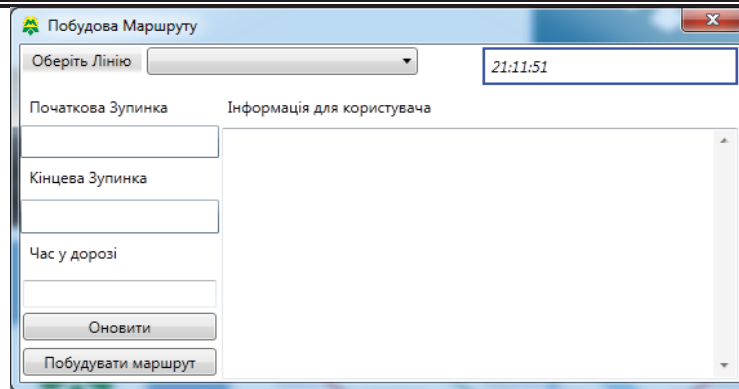 Побудова Маршруту
Оберіть Лінію
21:11:51
Початкова Зупинка
Інформація для користувача
Кінцева Зупинка
Час у дорозі
Оновити
Побудувати маршрут